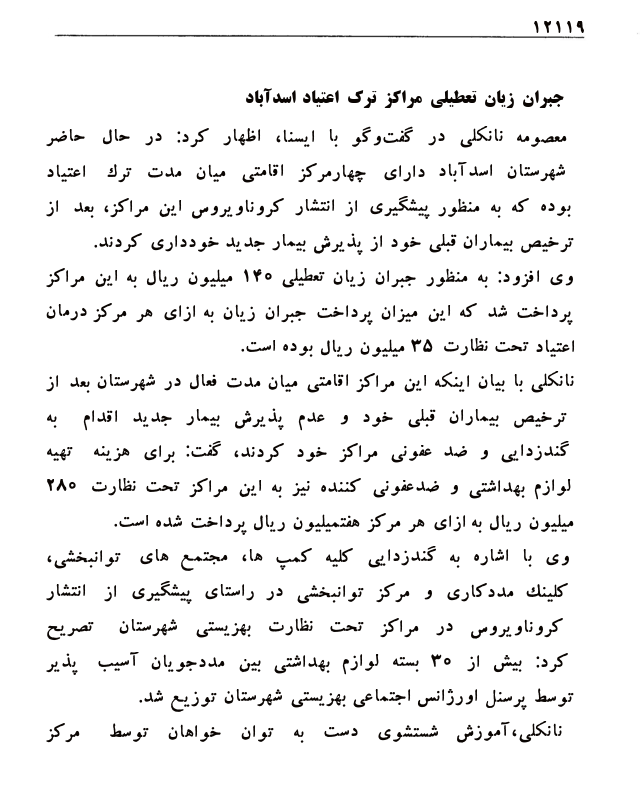 ۱۲۱۱۹
جبران زیان تعطیلی مراکز ترک اعتیاد اسدآباد
معصومه نانکلی در گفت‌وگو با ایسنا، اظهار کرد: در حال حاضر
شهرستان اسدآباد دارای چهارمرکز اقامتی میان مدت ترك اعتیاد
بوده که به منظور پیشگیری از انتشار کروناویروس این مراکز، بعد از
ترخیص بیماران قبلی خود از پذیرش بیمار جدید خودداری کردند.
وی افزود: به منظور جبران زیان تعطیلی ۱۴۰ میلیون ریال به این مراکز
پرداخت شد که این میزان پرداخت جبران زیان به ازای هر مرکز درمان
اعتیاد تحت نظارت ۳۵ میلیون ریال بوده است.
نانکلی با بیان اینکه این مراکز اقامتی میان مدت فعال در شهرستان بعد از
ترخیص بیماران قبلی خود و عدم پذیرش بیمار جدید اقدام به
گندزدایی و ضد عفونی مراکز خود کردند، گفت: برای هزینه تهیه
لوازم بهداشتی و ضدعفونی کننده نیز به این مراکز تحت نظارت ۲۸۰
میلیون ریال به ازای هر مرکز هفتمیلیون ریال پرداخت شده است.
وی با اشاره به گندزدایی کلیه کمپ ها، مجتمع های توانبخشی،
کلینك مددکاری و مرکز توانبخشی در راستای پیشگیری از انتشار
کروناویروس در مراکز تحت نظارت بهزیستی شهرستان تصریح
کرد: بیش از ۳۰ بسته لوازم بهداشتی بین مددجویان آسیب پذیر
توسط پرسنل اورژانس اجتماعی بهزیستی شهرستان توزیع شد.
نانکلی،آموزش شستشوی دست به توان خواهان توسط مرکز